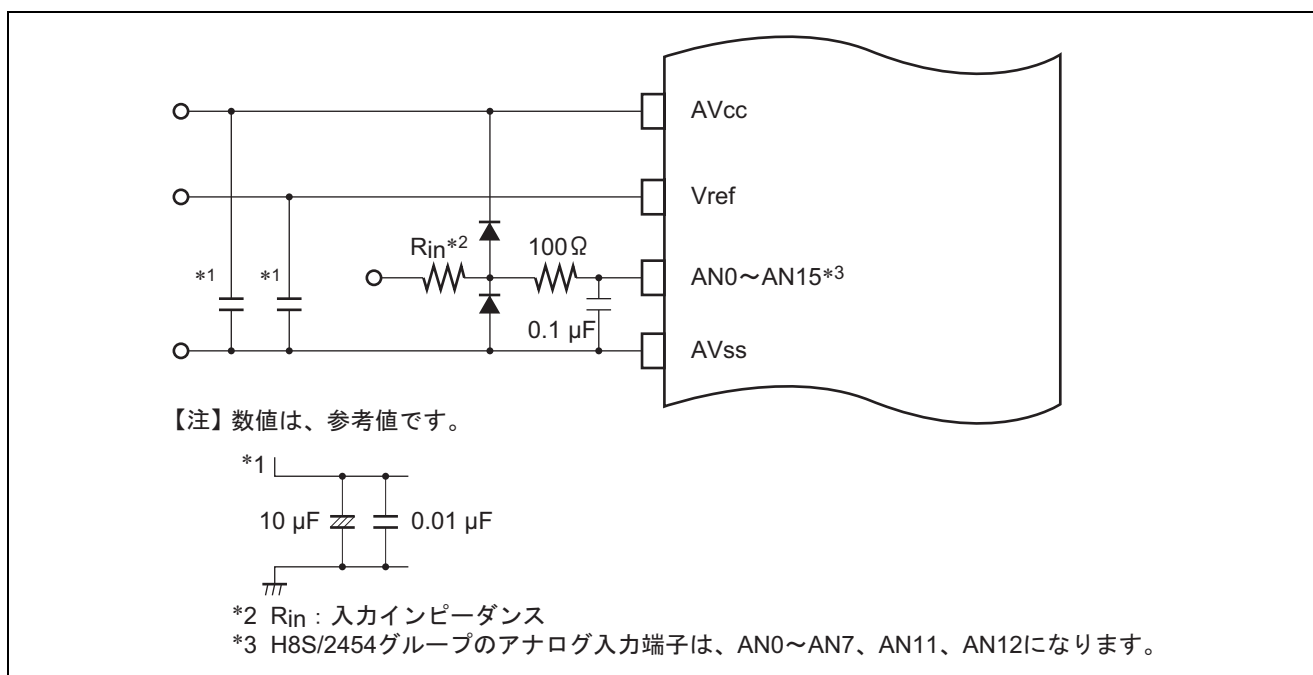 AVcc
Vref
Rin*2
100Ω
*1
*1
AN0～AN15*3
0.1 µF
AVss
【注】数値は、参考値です。
*1
10 µF
0.01 µF
*2 Rin：入力インピーダンス
*3 H8S/2454グループのアナログ入力端子は、AN0～AN7、AN11、AN12になります。